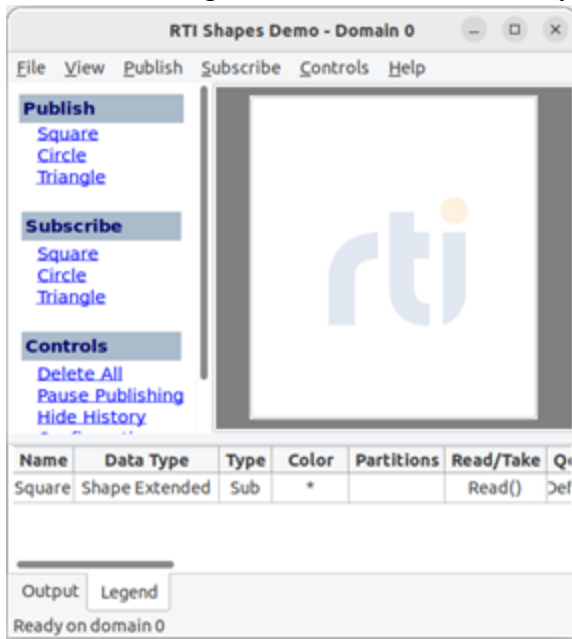 RTI Shapes Demo - Domain 0
File View Publish Subscribe Controls Help
Publish
Square
Circle
Triangle
Subscribe
Square
Circle
Triangle
Controls
Delete All
Pause Publishing
Hide History
rti
Name Data Type Type Color Partitions Read/Take
Square Shape Extended Sub * Read()
Output Legend
Ready on domain 0